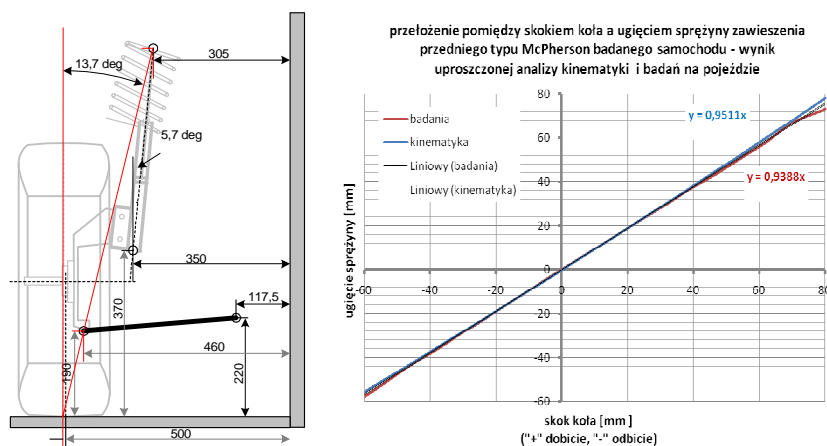 305
13,7 deg
5,7 deg
350
370
117,5
460
190
220
500
przełożenie pomiędzy skokiem koła a ugięciem sprężyny zawieszenia
przedniego typu McPherson badanego samochodu - wynik
uproszczonej analizy kinematyki i badań na pojeździe
80
60
40
20
0
-20
-40
-60
badania
kinematyka
Liniowy (badania)
Liniowy (kinematyka)
y = 0,9511x
y = 0,9388x
ugięcie sprężyny [mm]
-60 -40 -20 0 20 40 60 80
skok koła [mm]
("+" dobicie, "-" odbicie)